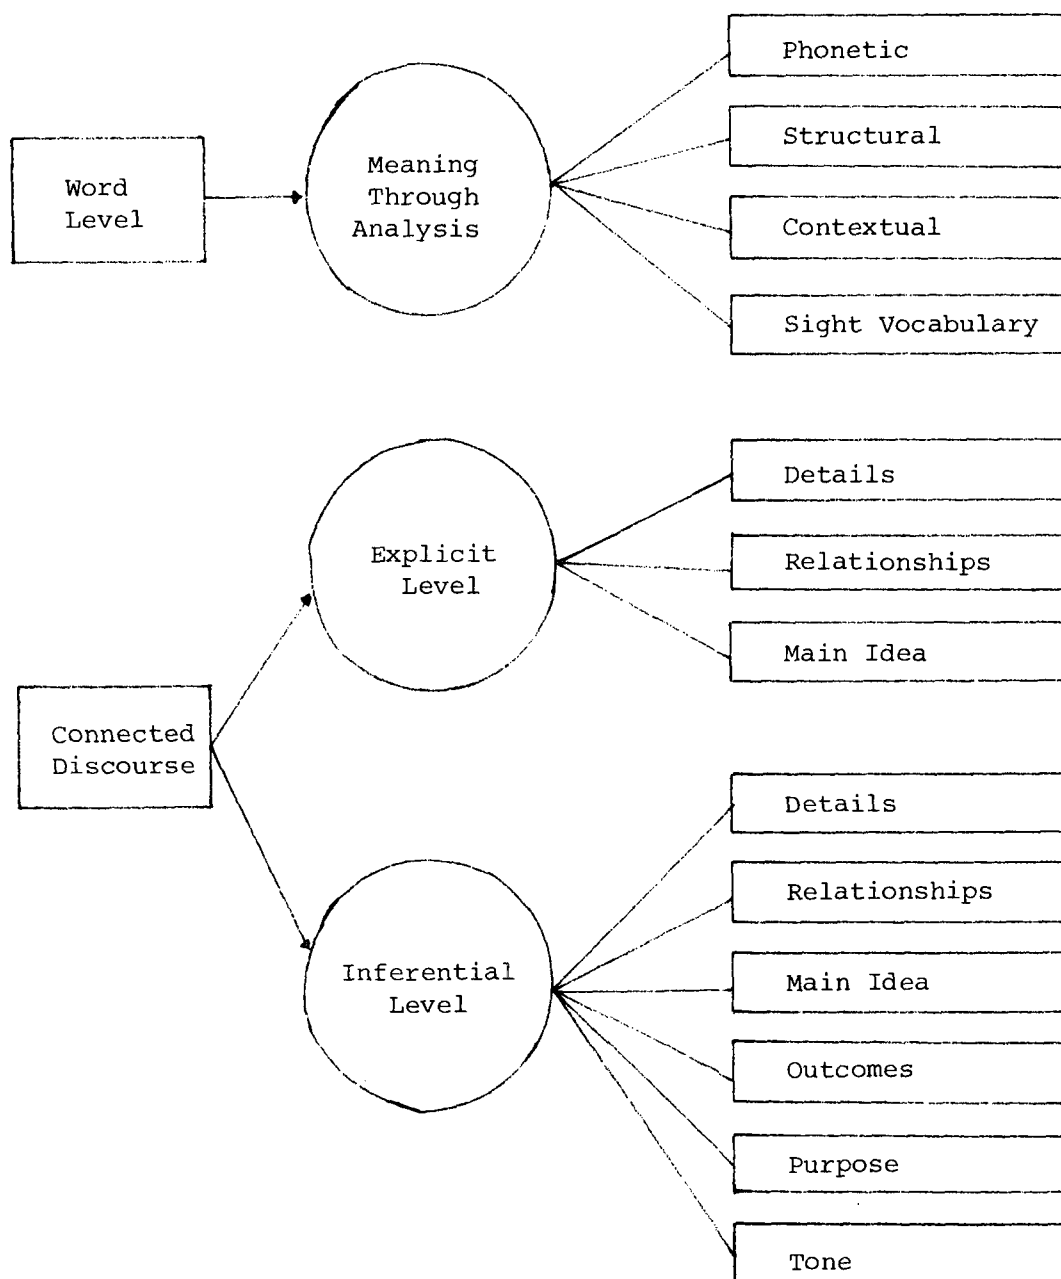 Word
Level
Meaning
Through
Analysis
Phonetic
Structural
Contextual
Sight Vocabulary
Connected
Discourse
Explicit
Level
Details
Relationships
Main Idea
Inferential
Level
Details
Relationships
Main Idea
Outcomes
Purpose
Tone